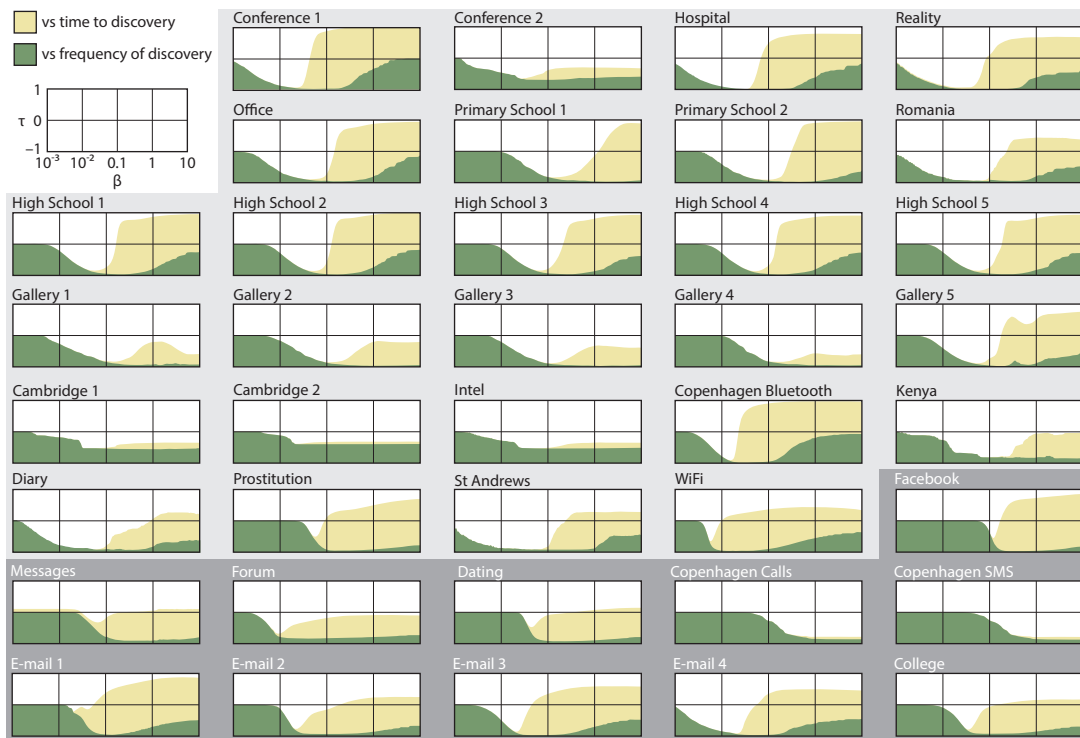 vs time to discovery
vs frequency of discovery
1
τ 0
−1
10⁻³ 10⁻² 0.1 1 10
β
Conference 1 Conference 2 Hospital Reality
Office Primary School 1 Primary School 2 Romania
High School 1 High School 2 High School 3 High School 4 High School 5
Gallery 1 Gallery 2 Gallery 3 Gallery 4 Gallery 5
Cambridge 1 Cambridge 2 Intel Copenhagen Bluetooth Kenya
Diary Prostitution St Andrews WiFi Facebook
Messages Forum Dating Copenhagen Calls Copenhagen SMS
E-mail 1 E-mail 2 E-mail 3 E-mail 4 College